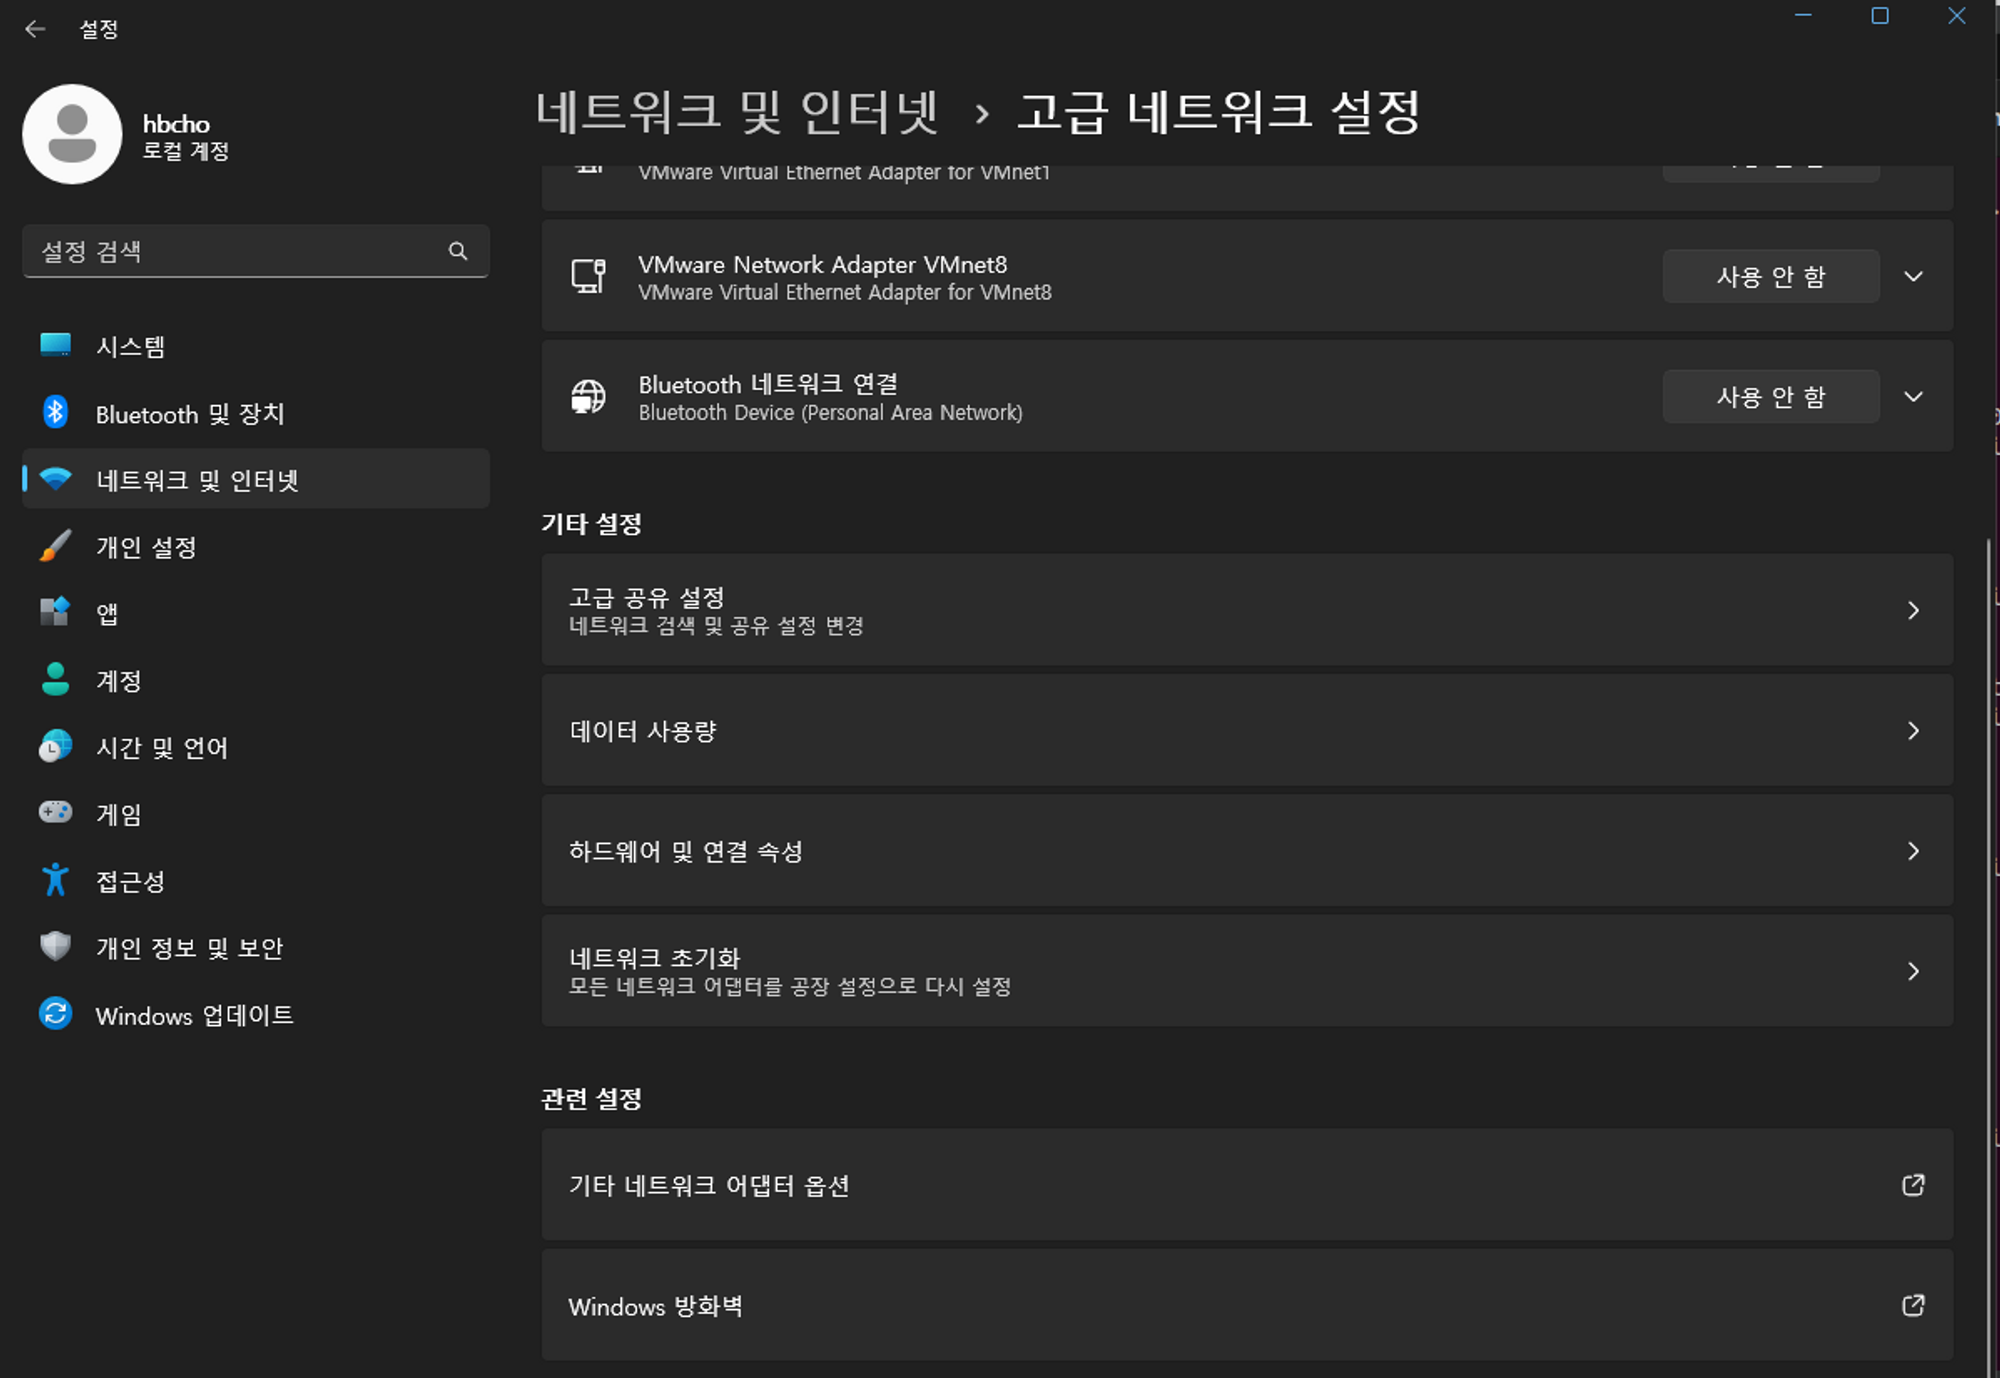 설정
hbcho
로컬 계정
설정 검색
시스템
Bluetooth 및 장치
네트워크 및 인터넷
개인 설정
앱
계정
시간 및 언어
게임
접근성
개인 정보 및 보안
Windows 업데이트
네트워크 및 인터넷 › 고급 네트워크 설정
VMware Virtual Ethernet Adapter for VMnet1
VMware Network Adapter VMnet8
VMware Virtual Ethernet Adapter for VMnet8
사용 안 함
Bluetooth 네트워크 연결
Bluetooth Device (Personal Area Network)
사용 안 함
기타 설정
고급 공유 설정
네트워크 검색 및 공유 설정 변경
데이터 사용량
하드웨어 및 연결 속성
네트워크 초기화
모든 네트워크 어댑터를 공장 설정으로 다시 설정
관련 설정
기타 네트워크 어댑터 옵션
Windows 방화벽